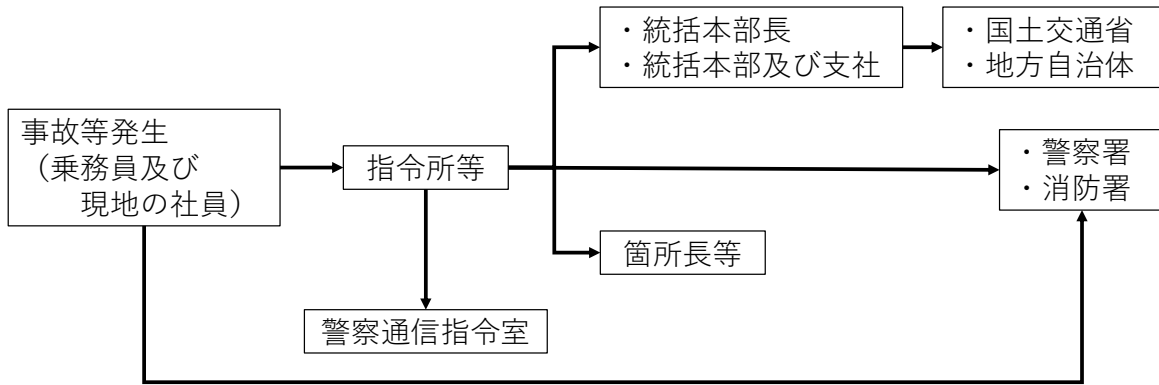 ・統括本部長
・統括本部及び支社
・国土交通省
・地方自治体
事故等発生
（乗務員及び
現地の社員）
指令所等
・警察署
・消防署
箇所長等
警察通信指令室